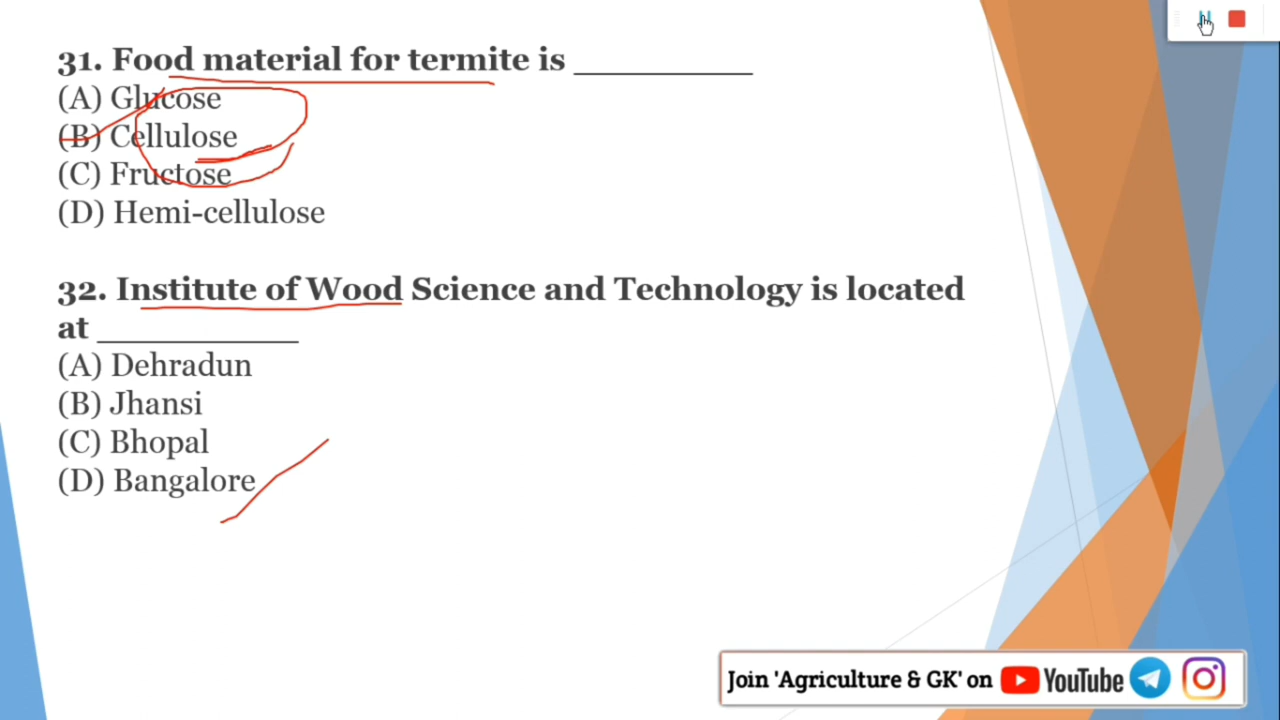 31. Food material for termite is __________
(A) Glucose
(B) Cellulose
(C) Fructose
(D) Hemi-cellulose
32. Institute of Wood Science and Technology is located
at ___________
(A) Dehradun
(B) Jhansi
(C) Bhopal
(D) Bangalore
Join 'Agriculture & GK' on YouTube